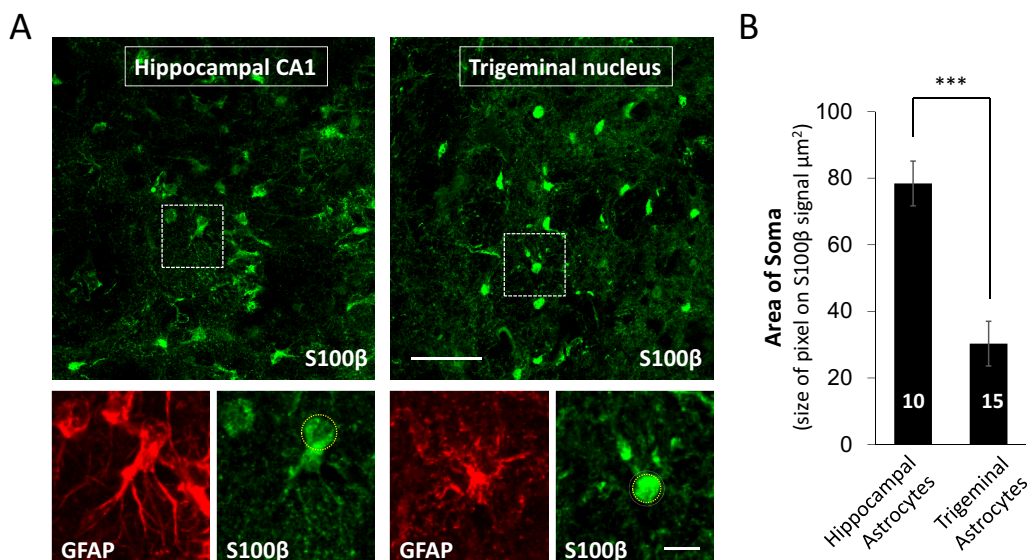 A
Hippocampal CA1
S100β
Trigeminal nucleus
S100β
GFAP
S100β
GFAP
S100β
B
***
Area of Soma
(size of pixel on S100β signal μm²)
100
80
60
40
20
0
10
15
Hippocampal
Astrocytes
Trigeminal
Astrocytes